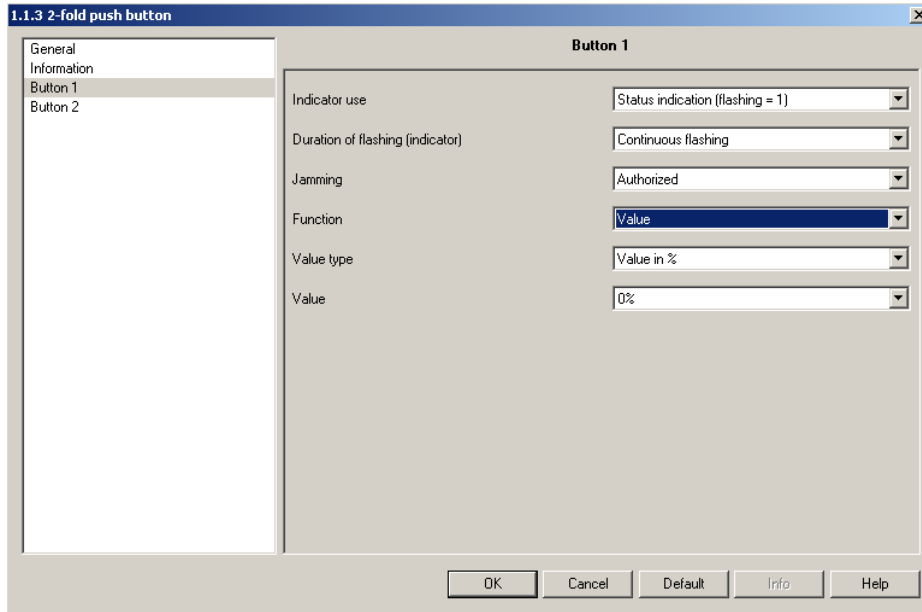 1.1.3 2-fold push button
General
Information
Button 1
Button 2
Button 1
Indicator use Status indication (flashing = 1)
Duration of flashing (indicator) Continuous flashing
Jamming Authorized
Function Value
Value type Value in %
Value 0%
OK Cancel Default Info Help